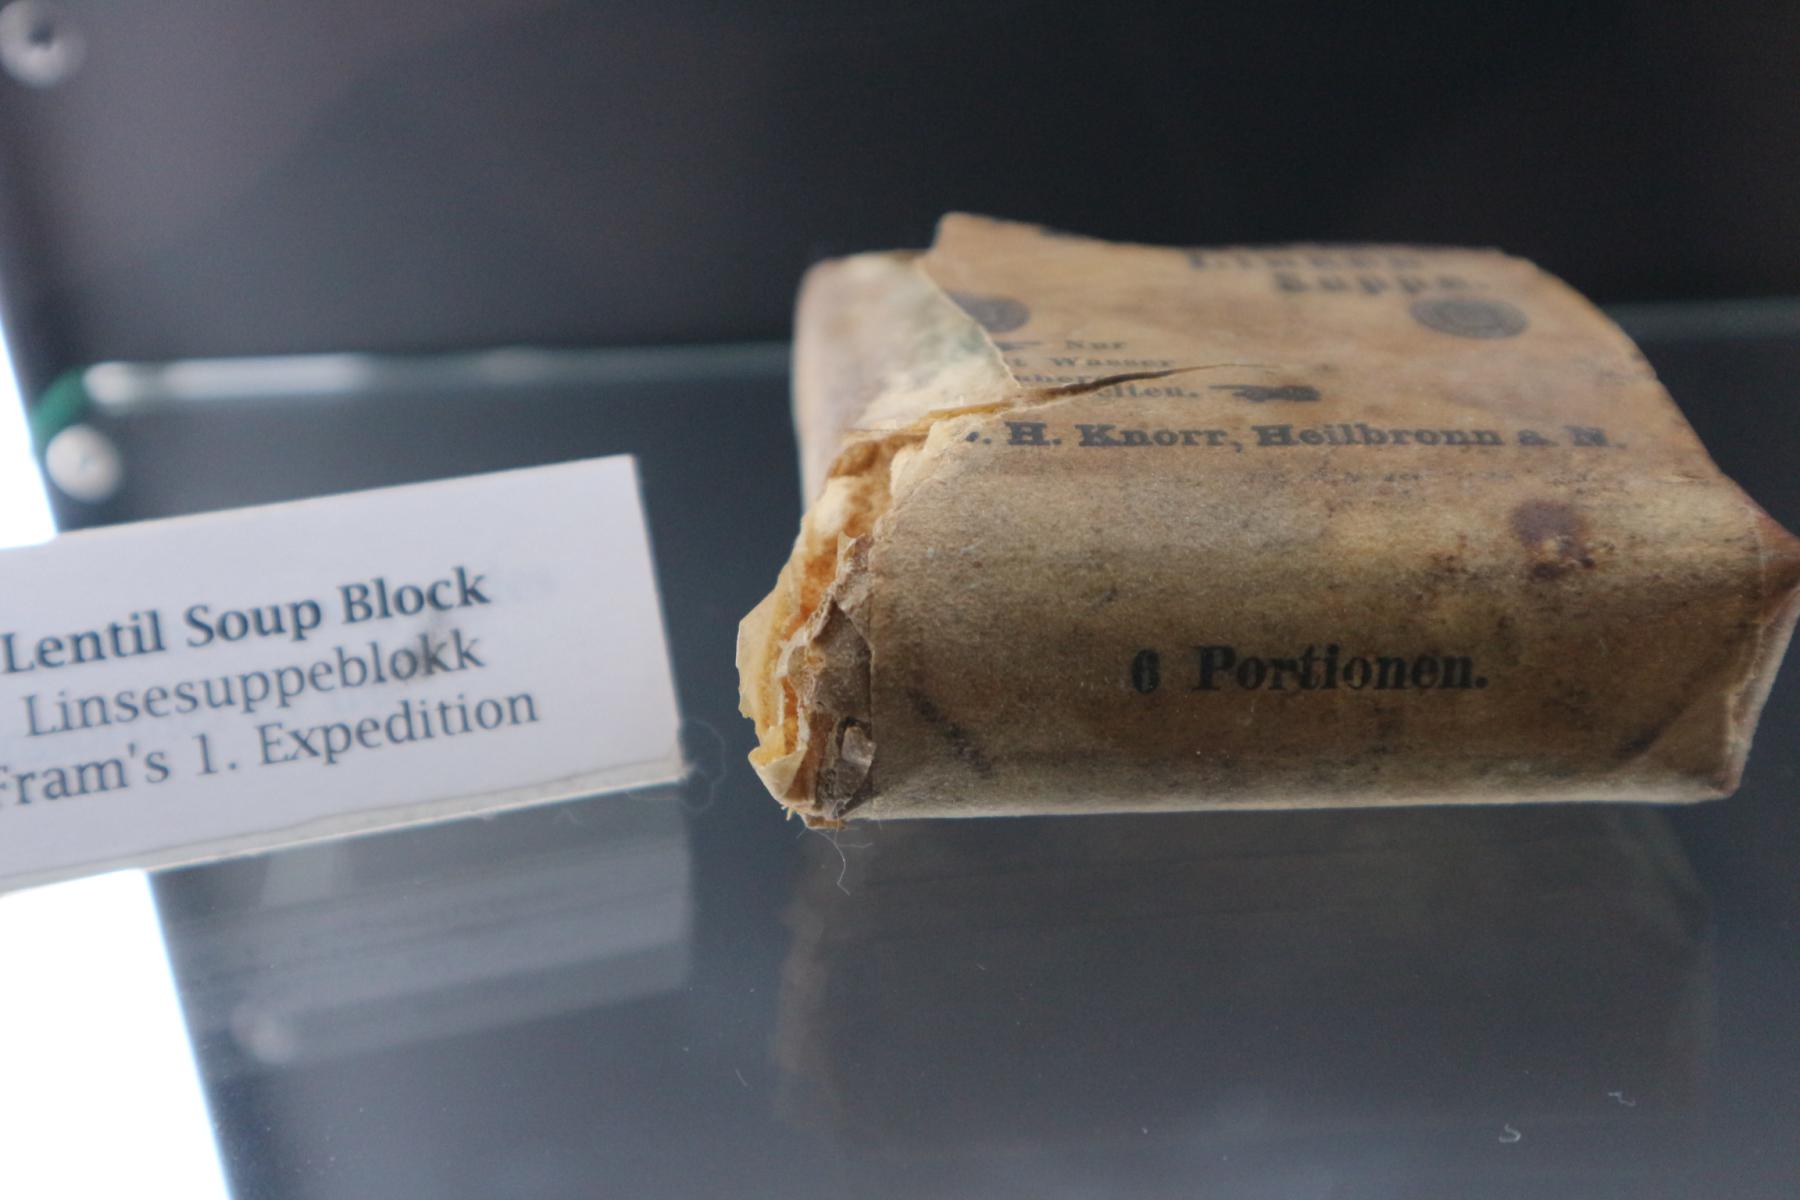 Lentil Soup Block
Linsesuppeblokk
Fram's 1. Expedition
Suppe.
Nur
Wasser
H. Knorr, Heilbronn a. N.
6 Portionen.